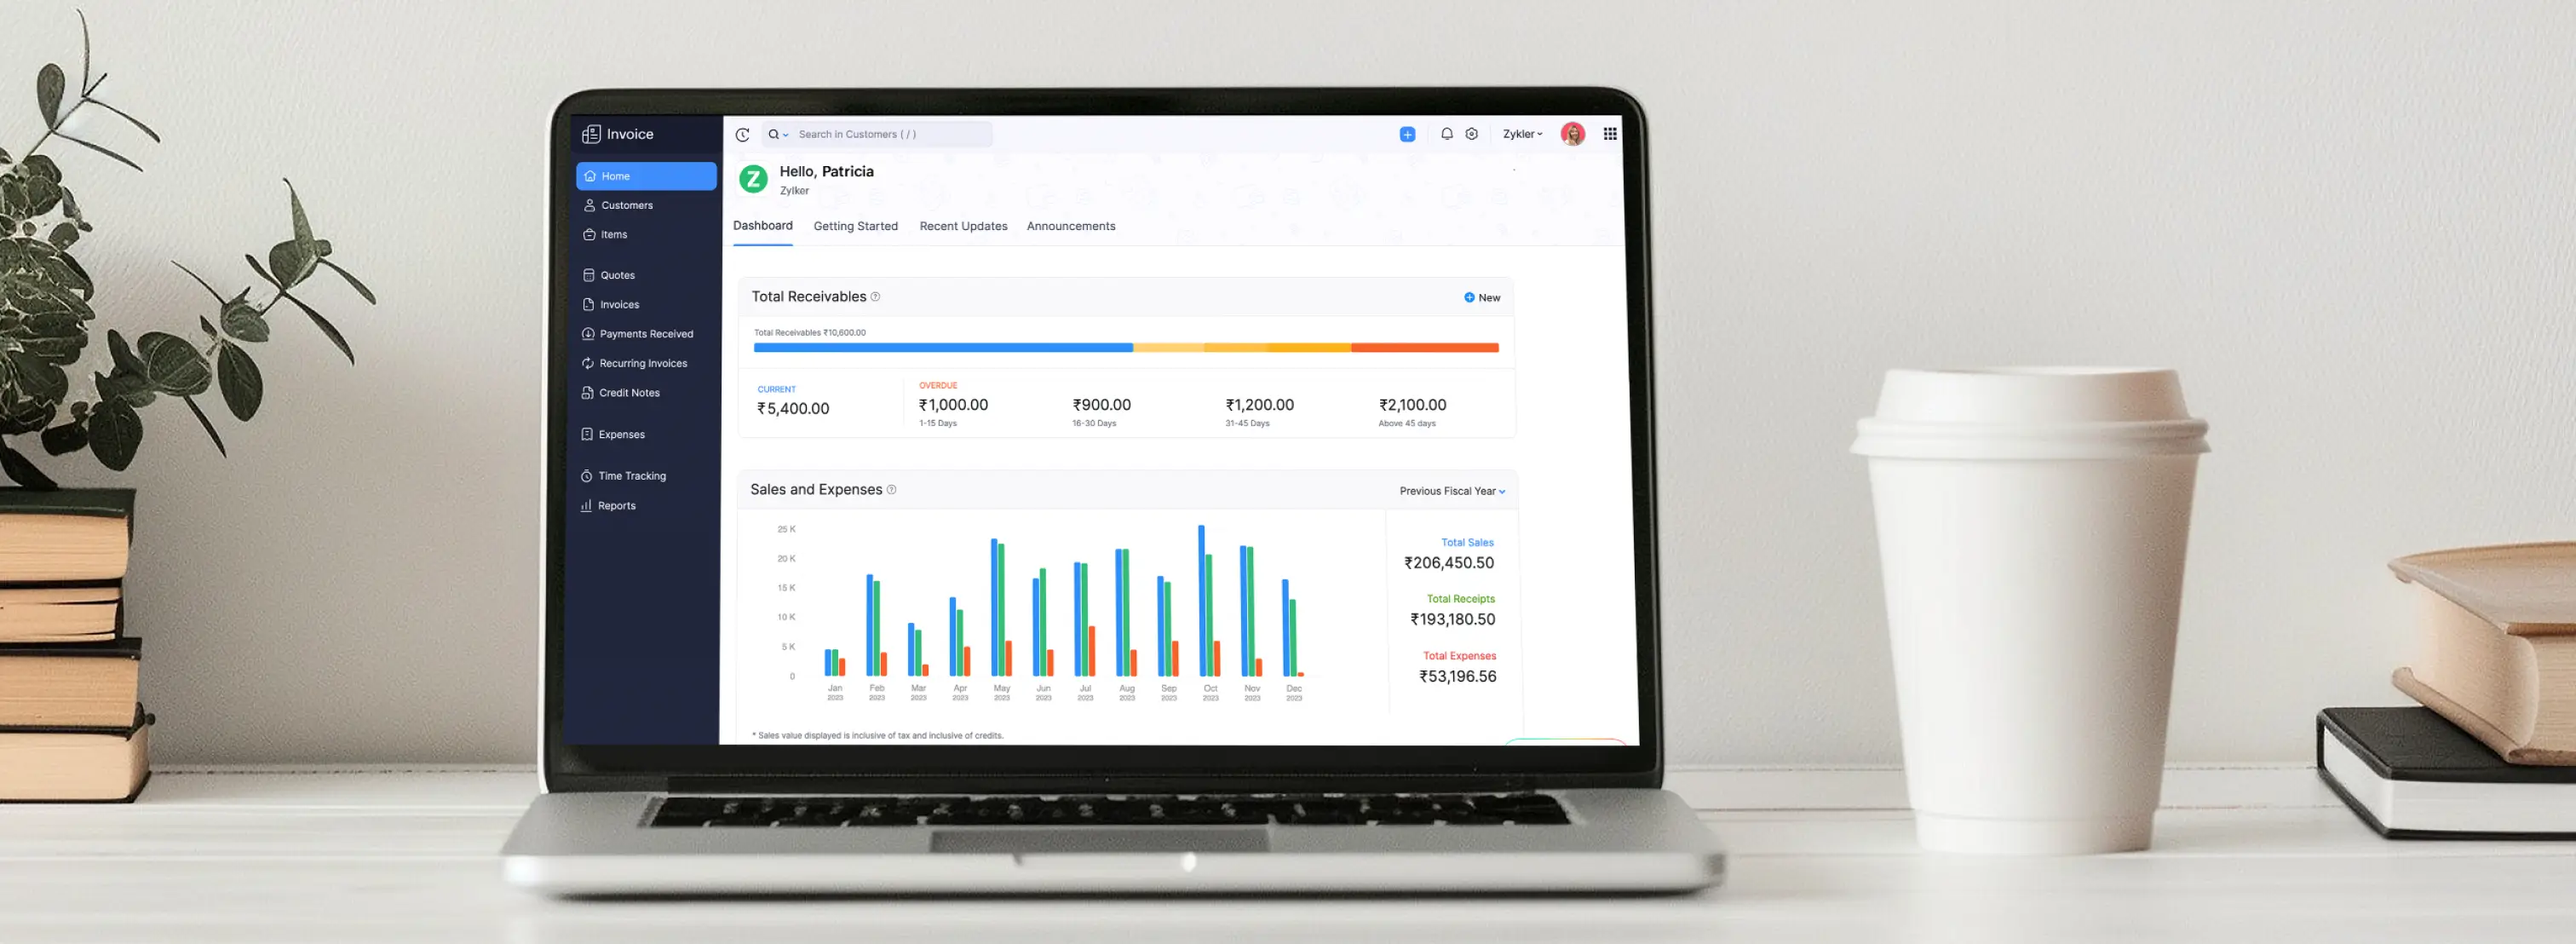 Invoice
Search in Customers ( / )
Zykler
Home
Customers
Items
Quotes
Invoices
Payments Received
Recurring Invoices
Credit Notes
Expenses
Time Tracking
Reports
Z
Hello, Patricia
Zylker
Dashboard Getting Started Recent Updates Announcements
Total Receivables
New
Total Receivables ₹10,600.00
CURRENT
₹5,400.00
OVERDUE
₹1,000.00 ₹900.00 ₹1,200.00 ₹2,100.00
1-15 Days 16-30 Days 31-45 Days Above 45 days
Sales and Expenses
Previous Fiscal Year
25 K
20 K
15 K
10 K
5 K
0
Jan Feb Mar Apr May Jun Jul Aug Sep Oct Nov Dec
2023 2023 2023 2023 2023 2023 2023 2023 2023 2023 2023 2023
Total Sales
₹206,450.50
Total Receipts
₹193,180.50
Total Expenses
₹53,196.56
* Sales value displayed is inclusive of tax and inclusive of credits.